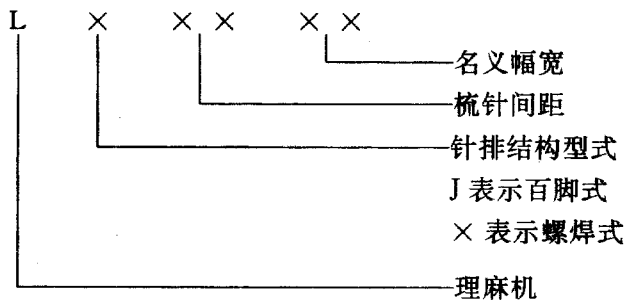 L × × × × ×
名义幅宽
梳针间距
针排结构型式
J 表示百脚式
× 表示螺焊式
理麻机